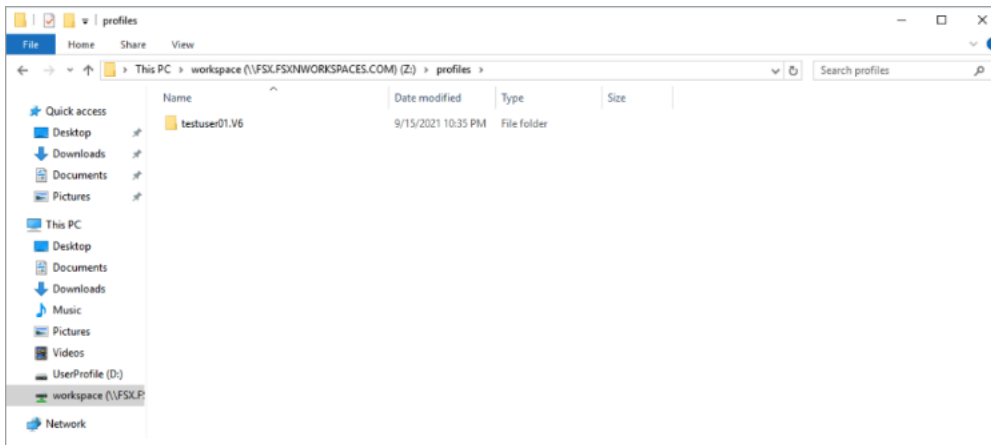 profiles
File Home Share View
This PC > workspace (\\FSX.FSXNWORKSPACES.COM) (Z:) > profiles >
Search profiles
Name Date modified Type Size
testuser01.V6 9/15/2021 10:35 PM File folder
Quick access
Desktop
Downloads
Documents
Pictures
This PC
Desktop
Documents
Downloads
Music
Pictures
Videos
UserProfile (D:)
workspace (\\FSX.F
Network